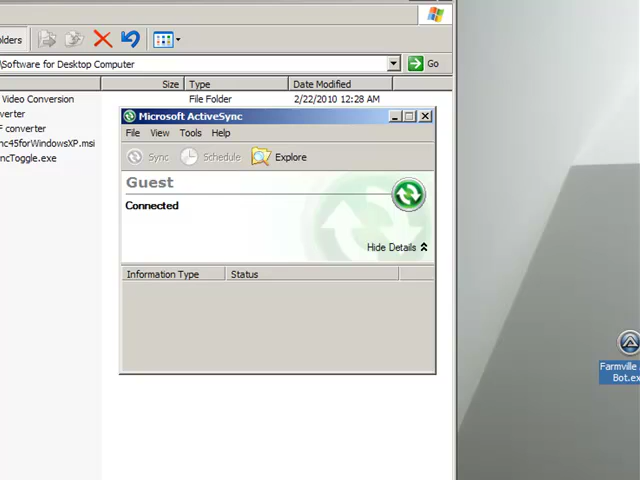 olders
\Software for Desktop Computer
Go
Size
Type
Date Modified
Video Conversion
File Folder
2/22/2010 12:28 AM
verter
F converter
nc45forWindowsXP.msi
ncToggle.exe
Microsoft ActiveSync
File View Tools Help
Sync Schedule Explore
Guest
Connected
Hide Details
Information Type
Status
Farmville
Bot.ex